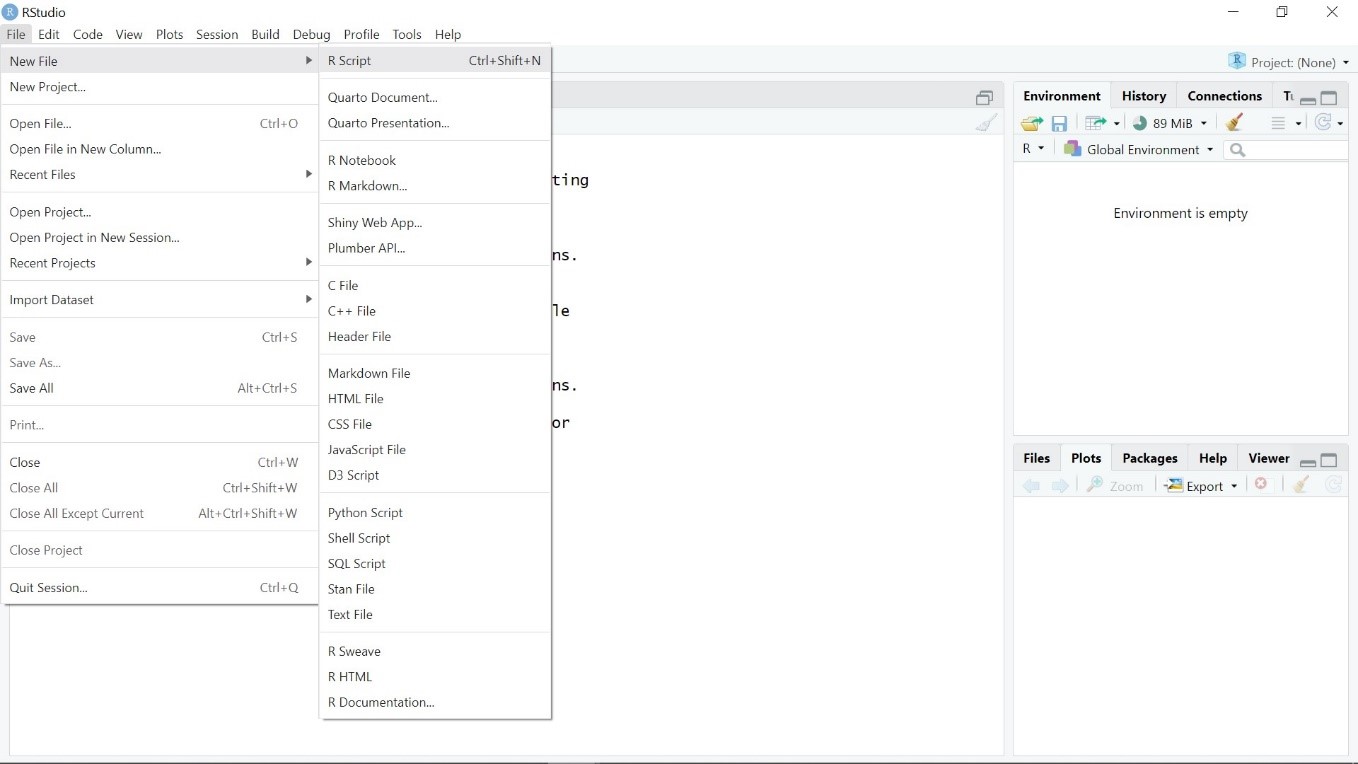 RStudio
File Edit Code View Plots Session Build Debug Profile Tools Help
Project: (None)
New File
New Project...
Open File... Ctrl+O
Open File in New Column...
Recent Files
Open Project...
Open Project in New Session...
Recent Projects
Import Dataset
Save Ctrl+S
Save As...
Save All Alt+Ctrl+S
Print...
Close Ctrl+W
Close All Ctrl+Shift+W
Close All Except Current Alt+Ctrl+Shift+W
Close Project
Quit Session... Ctrl+Q
R Script Ctrl+Shift+N
Quarto Document...
Quarto Presentation...
R Notebook
R Markdown...
Shiny Web App...
Plumber API...
C File
C++ File
Header File
Markdown File
HTML File
CSS File
JavaScript File
D3 Script
Python Script
Shell Script
SQL Script
Stan File
Text File
R Sweave
R HTML
R Documentation...
ting
ns.
le
ns.
or
Environment History Connections Tu
89 MiB
R Global Environment
Environment is empty
Files Plots Packages Help Viewer
Zoom Export